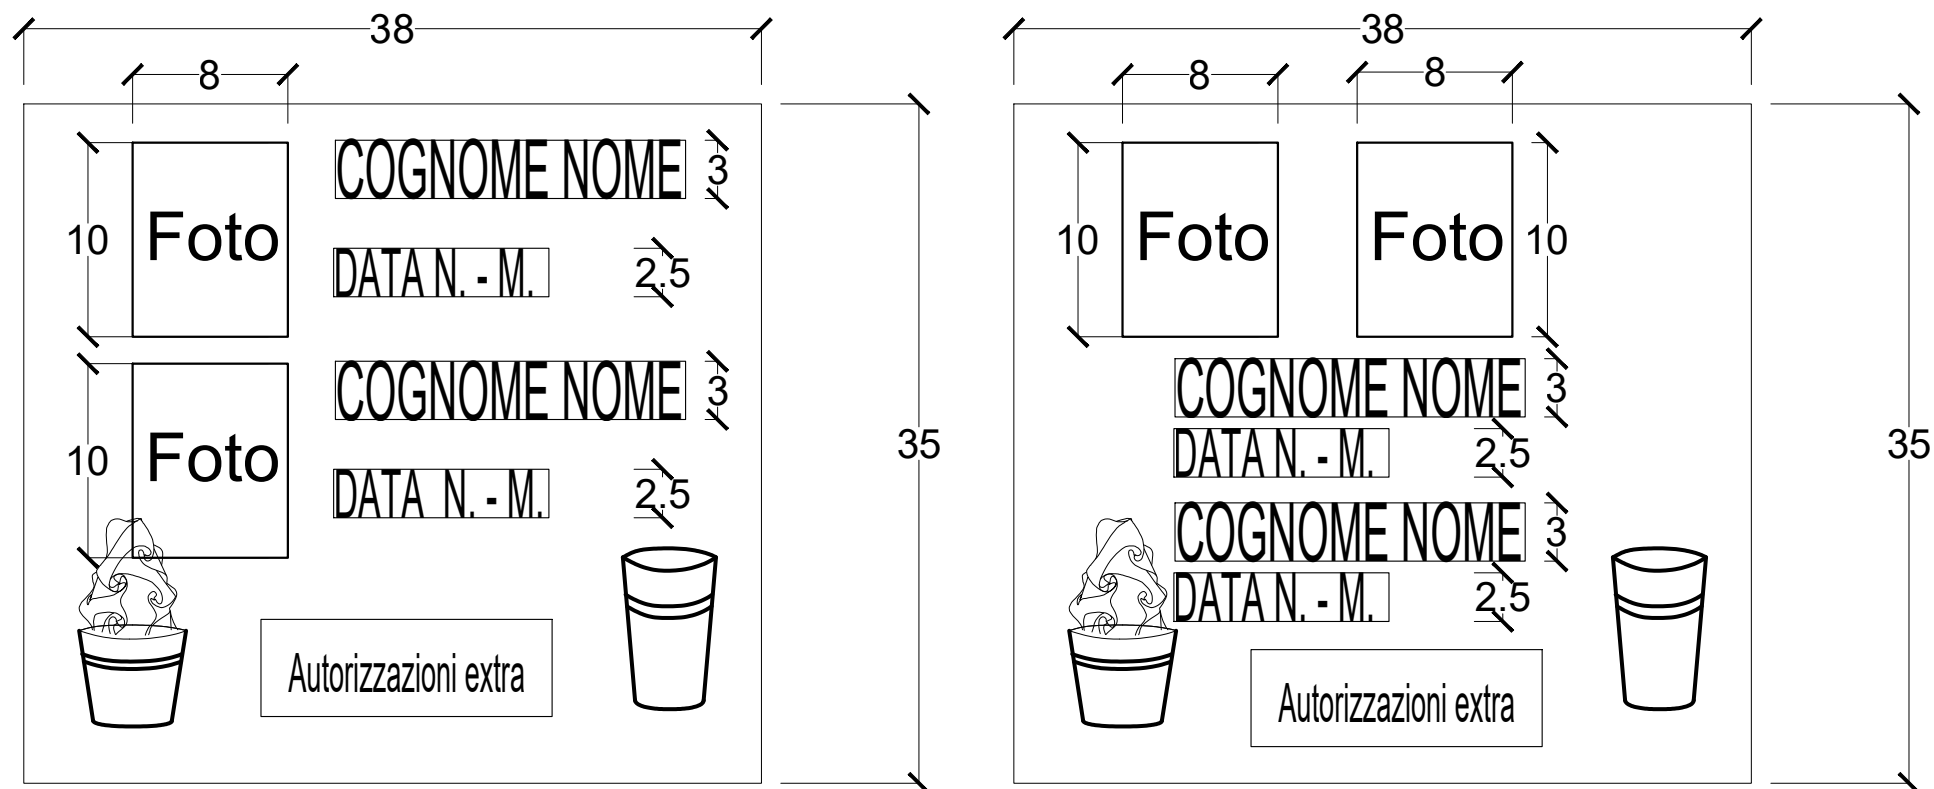 38
8
10
Foto
COGNOME NOME
3
DATA N. - M.
2.5
10
Foto
COGNOME NOME
3
DATA N. - M.
2.5
Autorizzazioni extra
35
38
8
8
10
Foto
Foto
10
COGNOME NOME
3
DATA N. - M.
2.5
COGNOME NOME
3
DATA N. - M.
2.5
Autorizzazioni extra
35